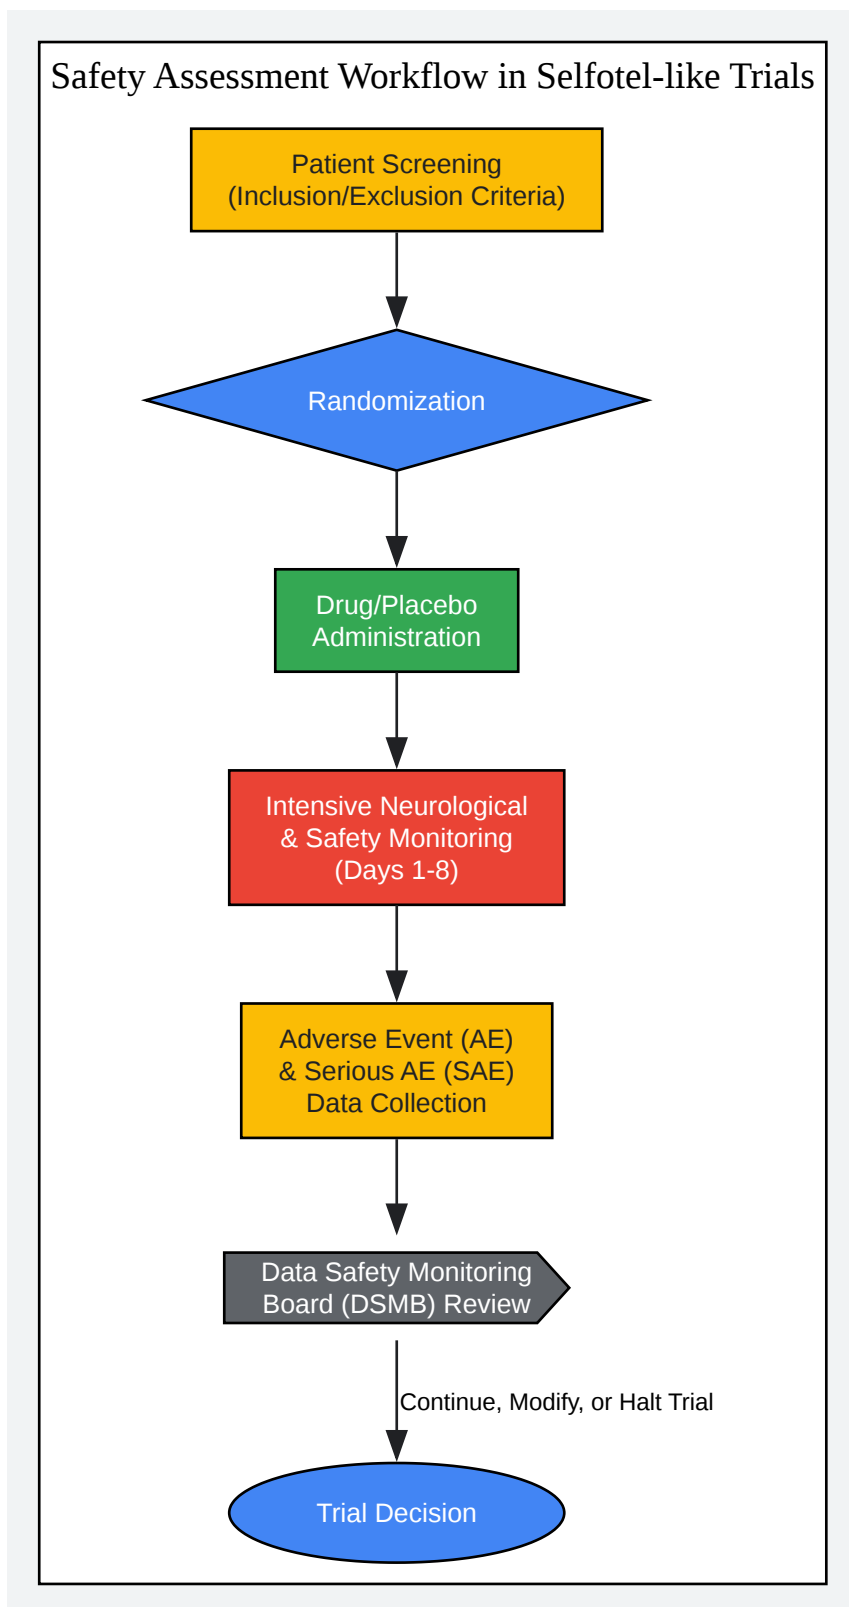 Safety Assessment Workflow in Selfotel-like Trials
Patient Screening
(Inclusion/Exclusion Criteria)
Randomization
Drug/Placebo
Administration
Intensive Neurological
& Safety Monitoring
(Days 1-8)
Adverse Event (AE)
& Serious AE (SAE)
Data Collection
Data Safety Monitoring
Board (DSMB) Review
Continue, Modify, or Halt Trial
Trial Decision